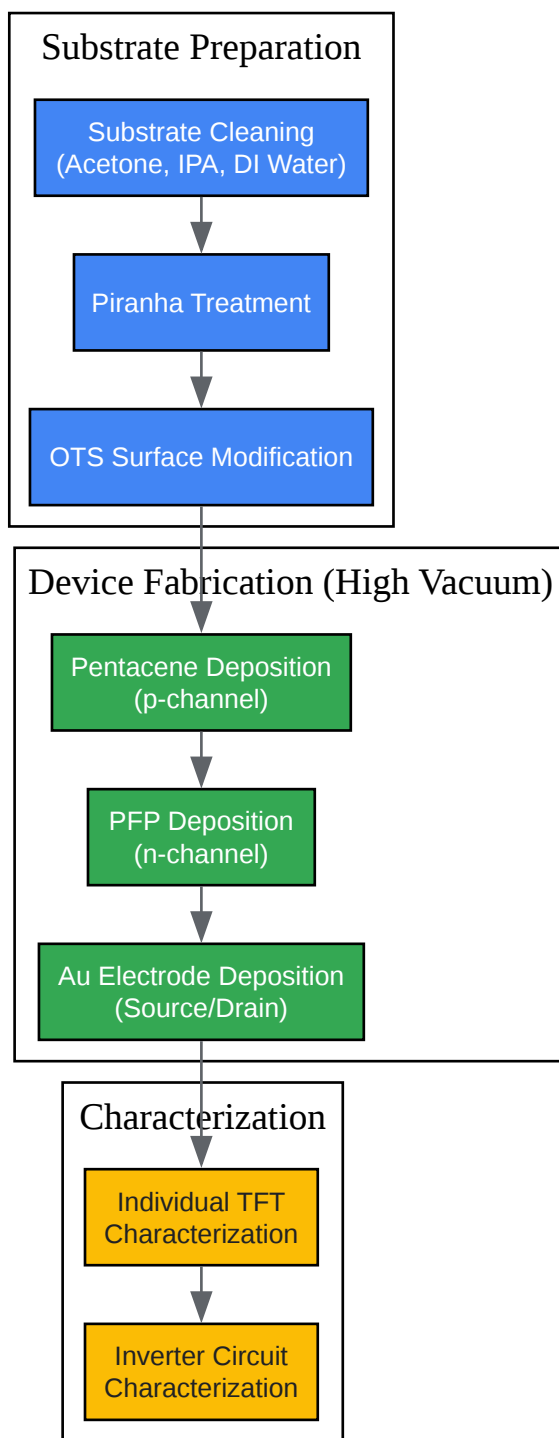 Substrate Preparation
Substrate Cleaning
(Acetone, IPA, DI Water)
Piranha Treatment
OTS Surface Modification
Device Fabrication (High Vacuum)
Pentacene Deposition
(p-channel)
PFP Deposition
(n-channel)
Au Electrode Deposition
(Source/Drain)
Characterization
Individual TFT
Characterization
Inverter Circuit
Characterization